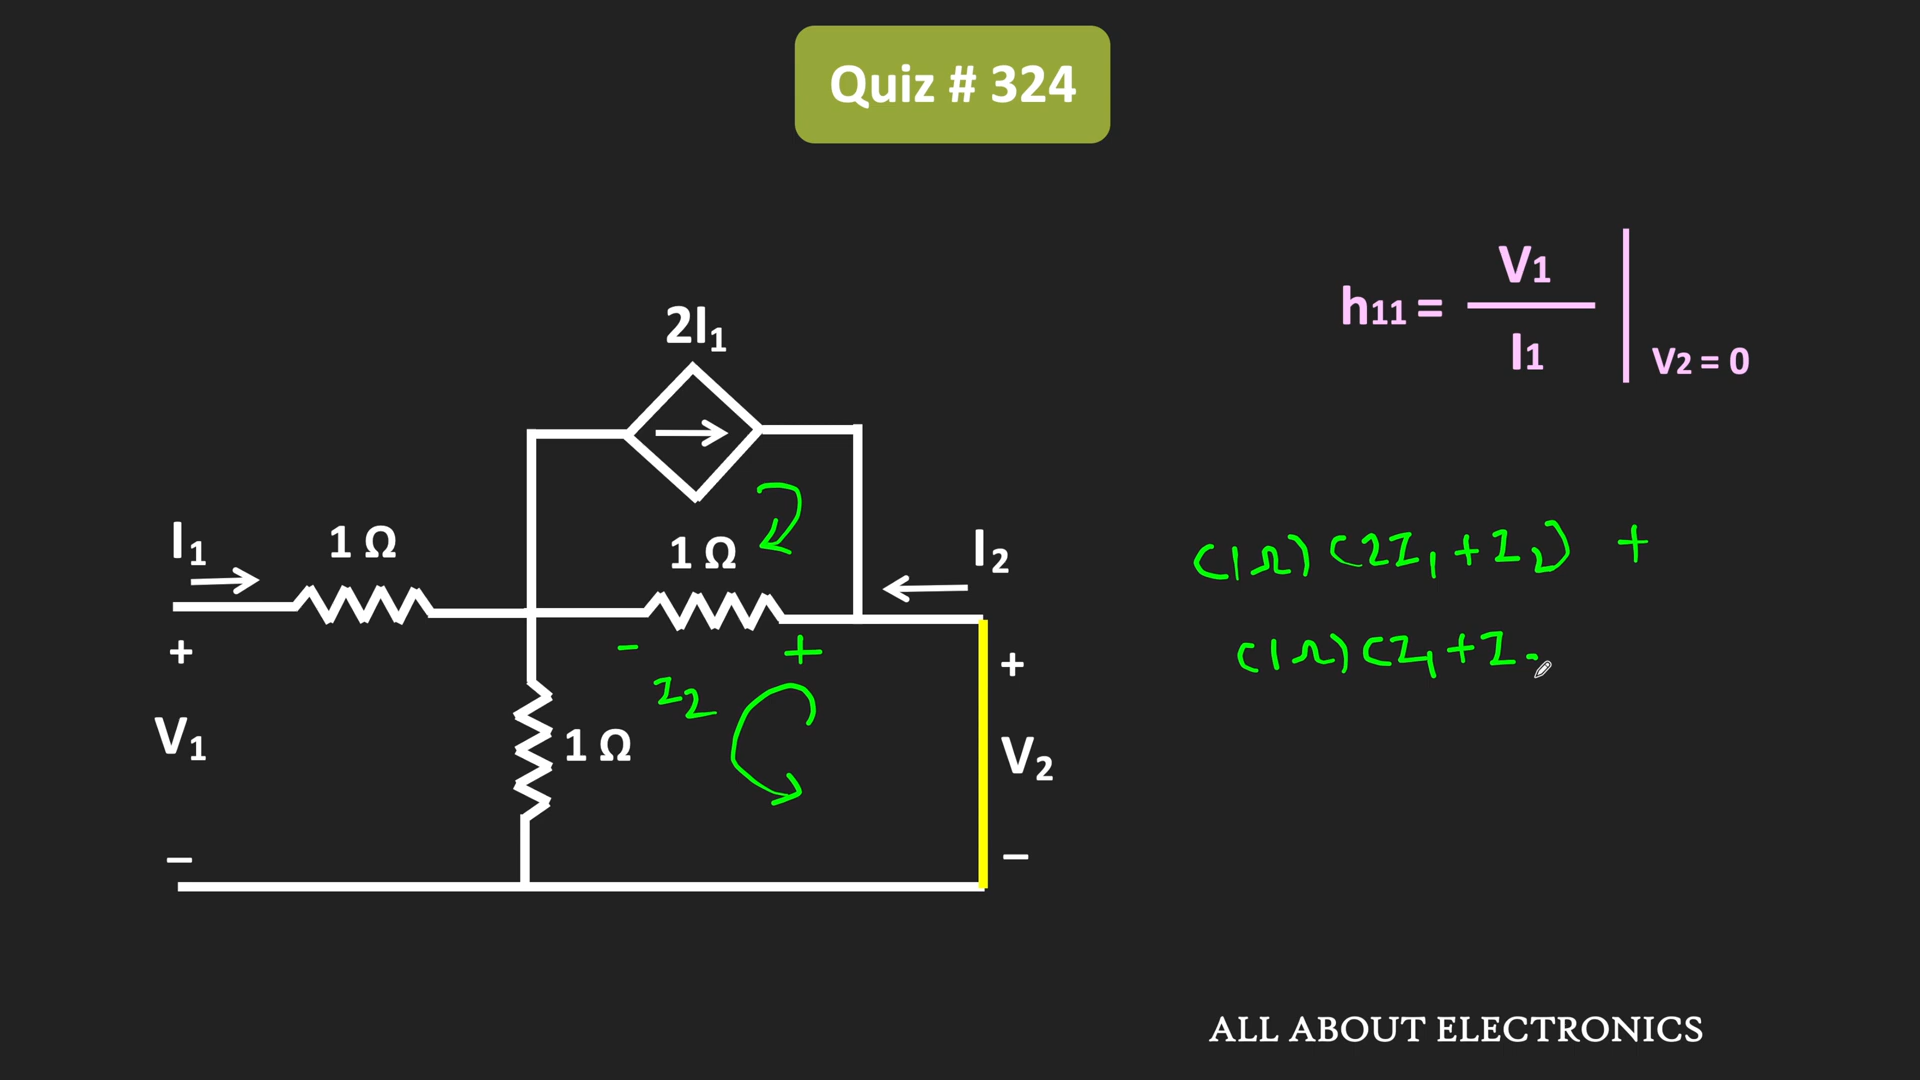 Quiz # 324
h11 = V1 / I1 | V2 = 0
2I1
I1
1 Ω
1 Ω
I2
(1Ω) (2I1 + I2) +
(1Ω) (I1 + I
- +
+
+
I2
V1
1 Ω
V2
–
–
ALL ABOUT ELECTRONICS